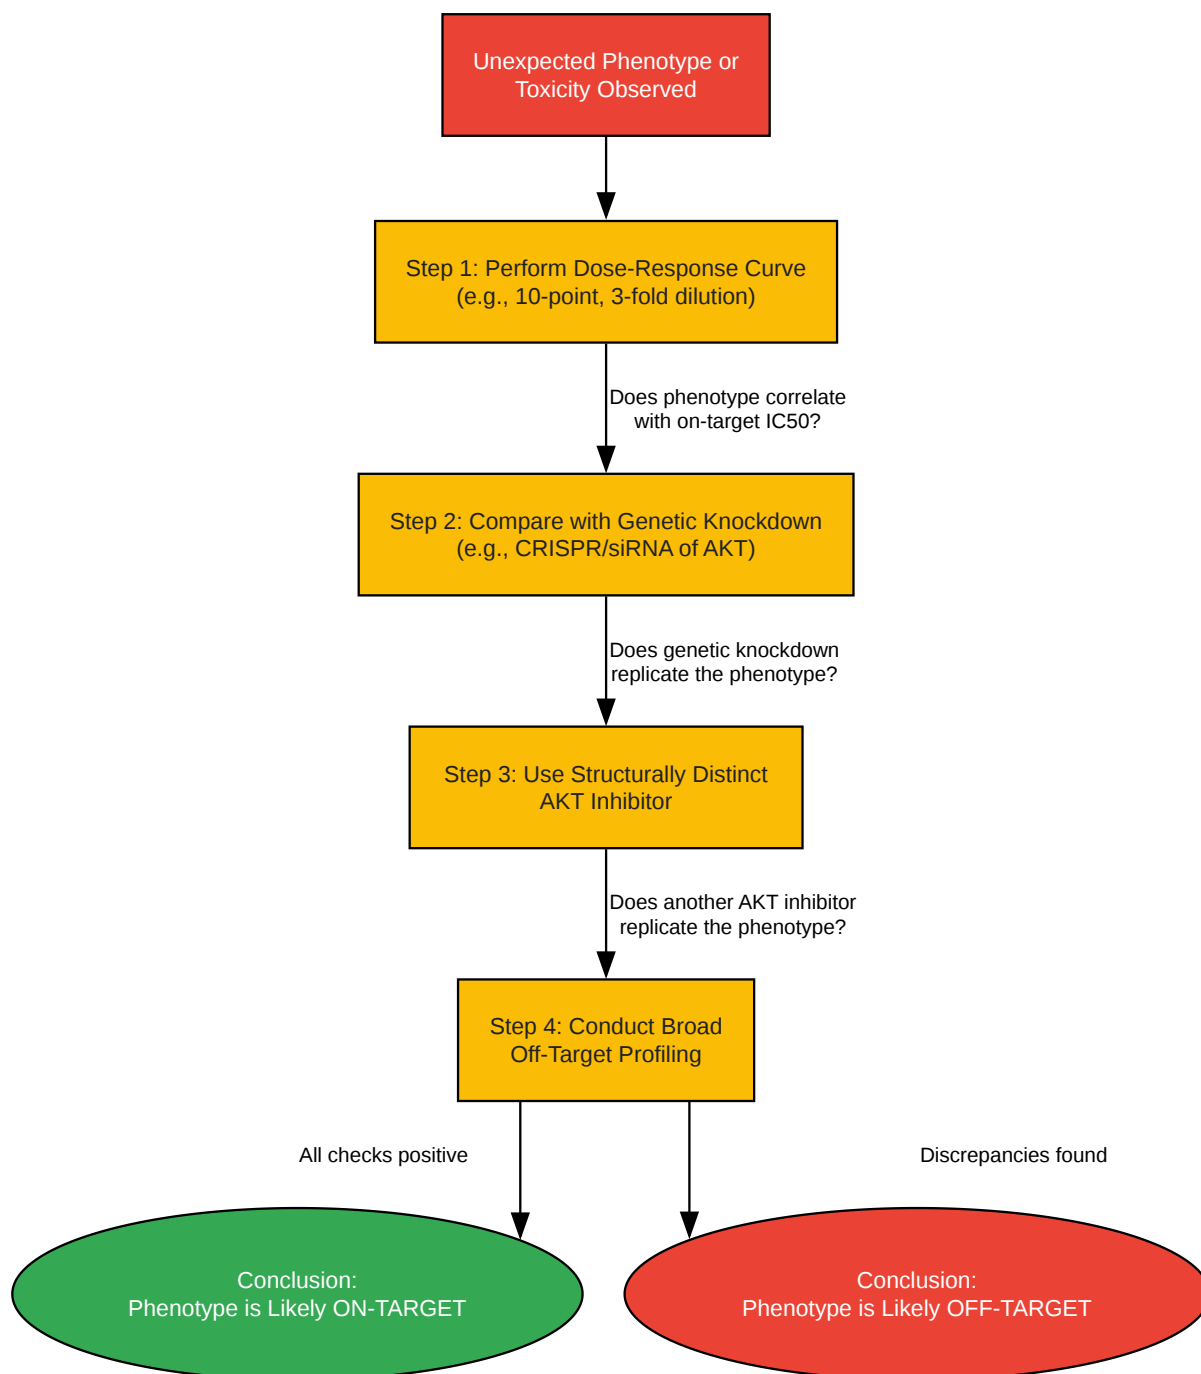 Unexpected Phenotype or
Toxicity Observed
Step 1: Perform Dose-Response Curve
(e.g., 10-point, 3-fold dilution)
Does phenotype correlate
with on-target IC50?
Step 2: Compare with Genetic Knockdown
(e.g., CRISPR/siRNA of AKT)
Does genetic knockdown
replicate the phenotype?
Step 3: Use Structurally Distinct
AKT Inhibitor
Does another AKT inhibitor
replicate the phenotype?
Step 4: Conduct Broad
Off-Target Profiling
All checks positive
Discrepancies found
Conclusion:
Phenotype is Likely ON-TARGET
Conclusion:
Phenotype is Likely OFF-TARGET